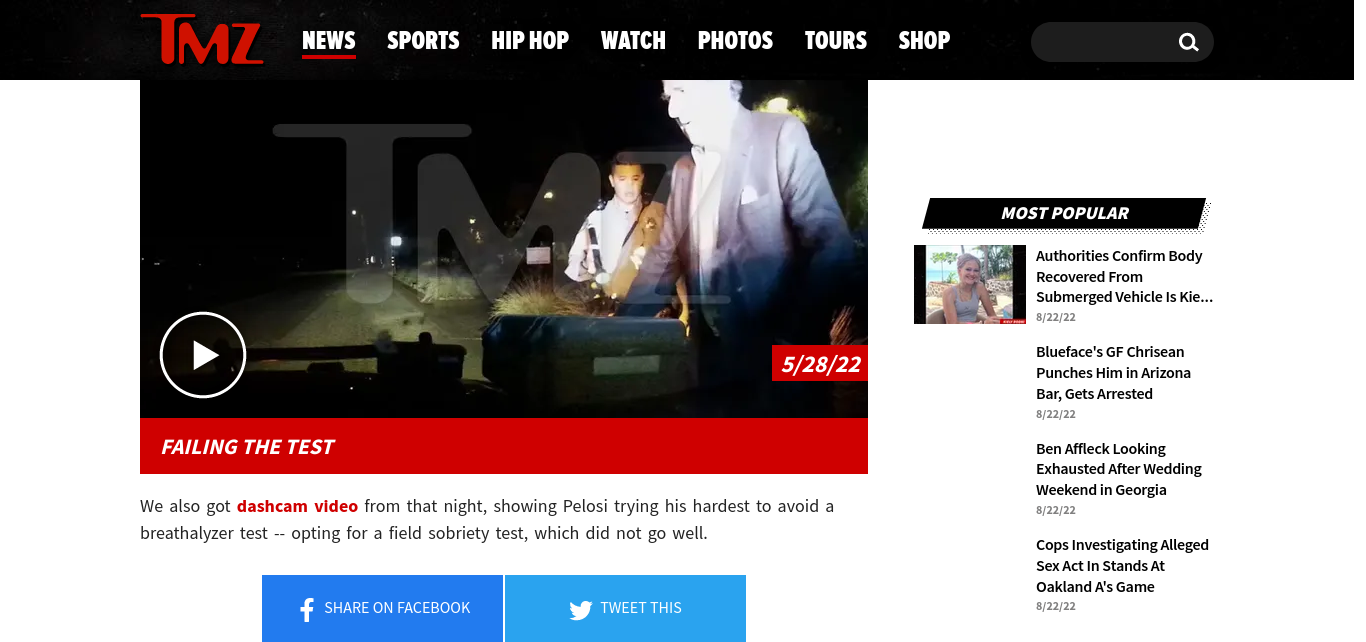 TMZ
NEWS SPORTS HIP HOP WATCH PHOTOS TOURS SHOP
TMZ
5/28/22
FAILING THE TEST
We also got dashcam video from that night, showing Pelosi trying his hardest to avoid a
breathalyzer test -- opting for a field sobriety test, which did not go well.
SHARE ON FACEBOOK
TWEET THIS
MOST POPULAR
Authorities Confirm Body
Recovered From
Submerged Vehicle Is Kie...
8/22/22
Blueface's GF Chrisean
Punches Him in Arizona
Bar, Gets Arrested
8/22/22
Ben Affleck Looking
Exhausted After Wedding
Weekend in Georgia
8/22/22
Cops Investigating Alleged
Sex Act In Stands At
Oakland A's Game
8/22/22